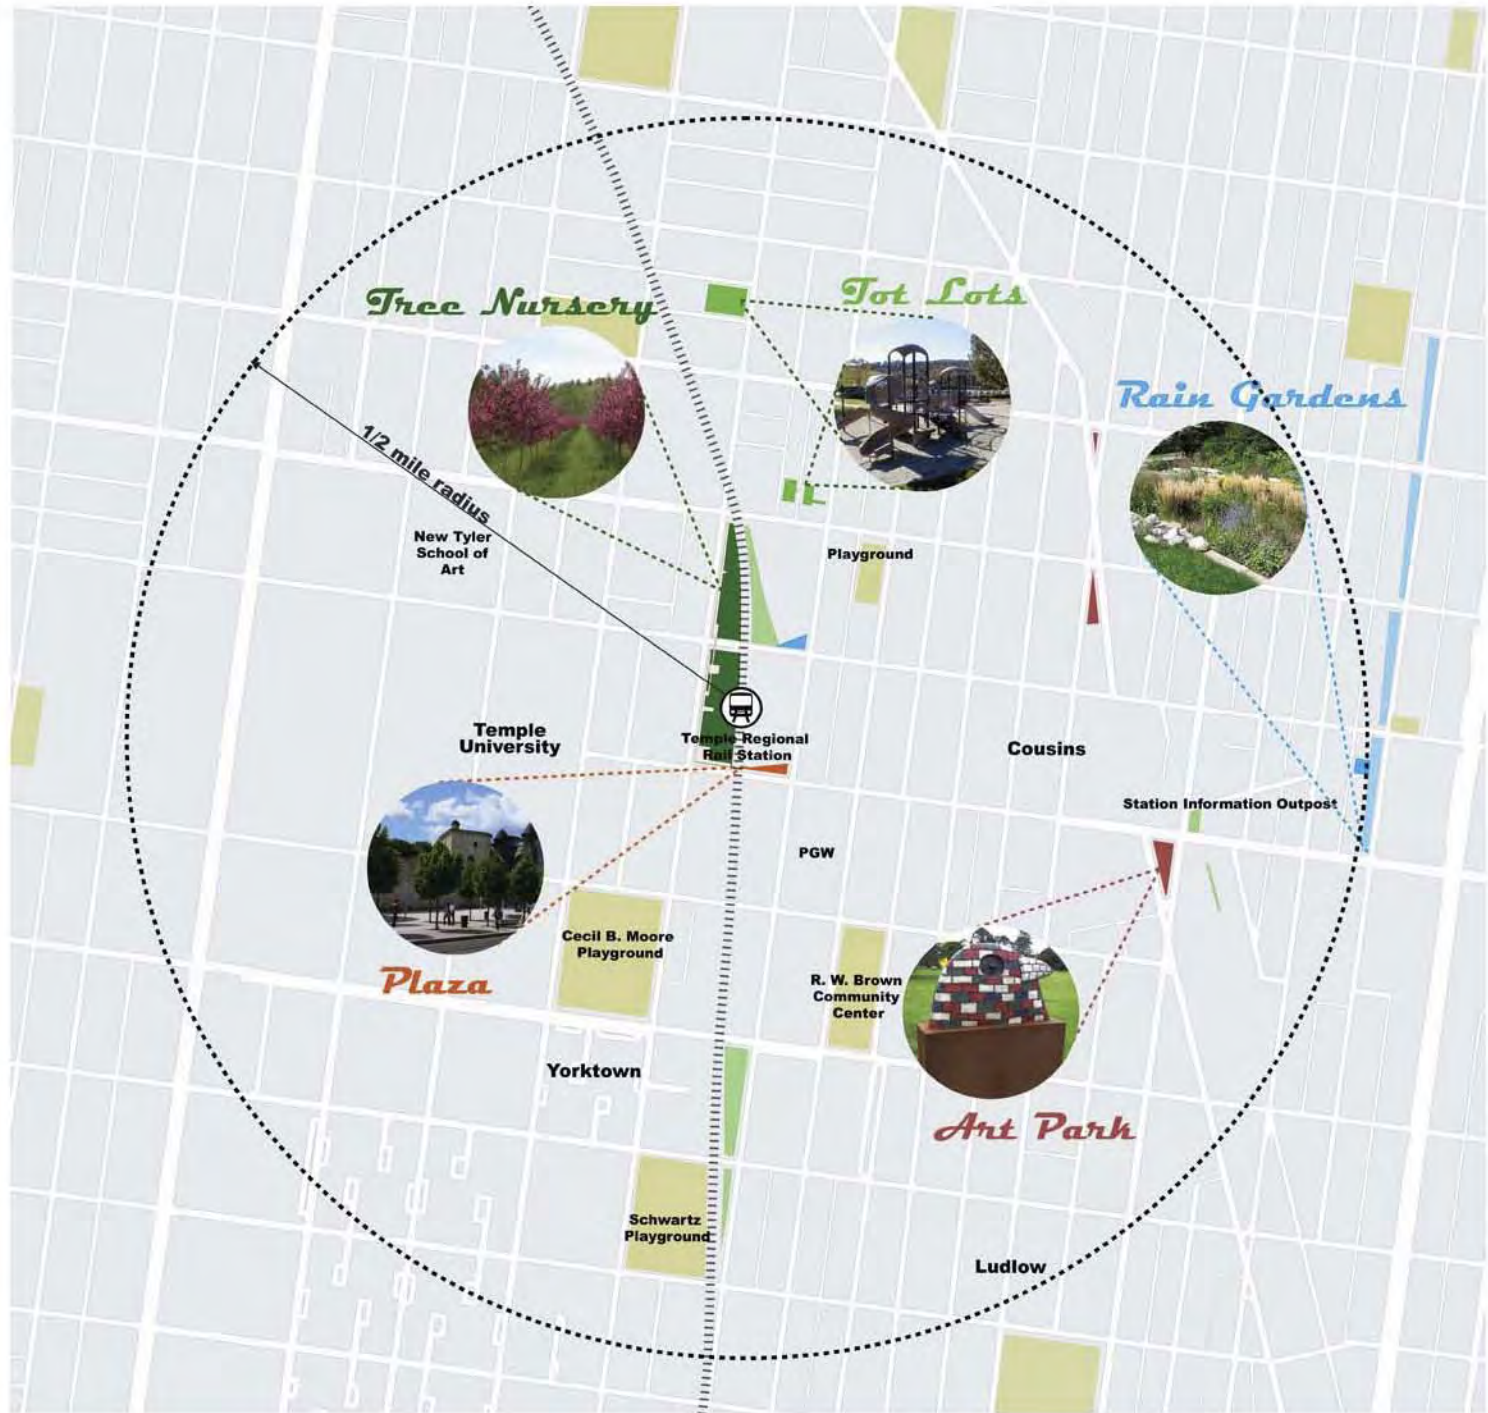 Tree Nursery
Tot Lots
Rain Gardens
1/2 mile radius
New Tyler
School of
Art
Playground
Temple
University
Temple Regional
Rail Station
Cousins
Station Information Outpost
PGW
Cecil B. Moore
Playground
Plaza
R. W. Brown
Community
Center
Yorktown
Art Park
Schwartz
Playground
Ludlow